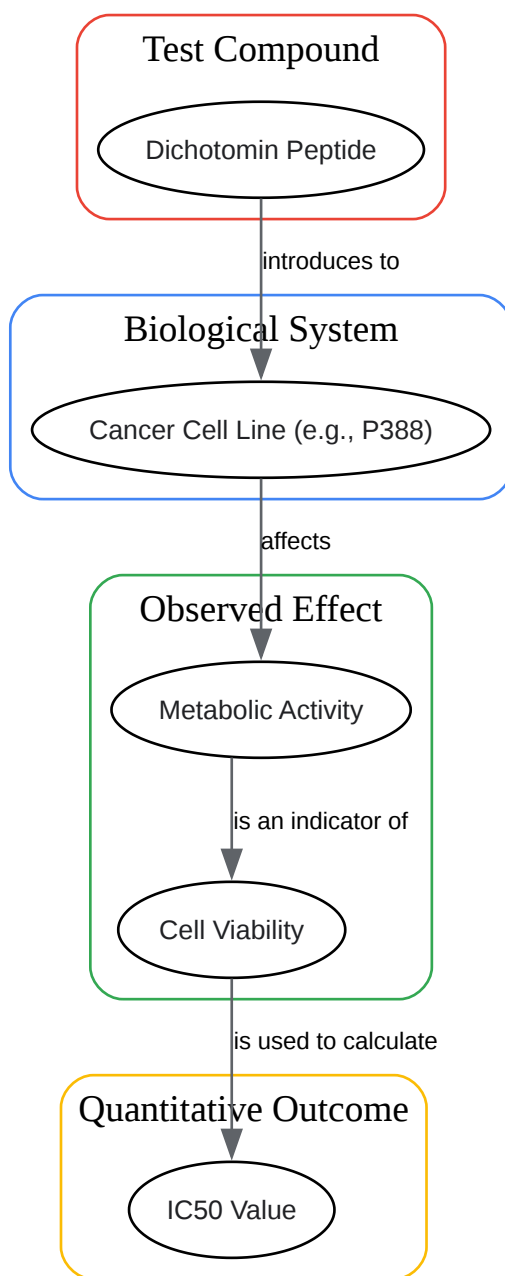 Test Compound
Dichotomin Peptide
introduces to
Biological System
Cancer Cell Line (e.g., P388)
affects
Observed Effect
Metabolic Activity
is an indicator of
Cell Viability
is used to calculate
Quantitative Outcome
IC50 Value